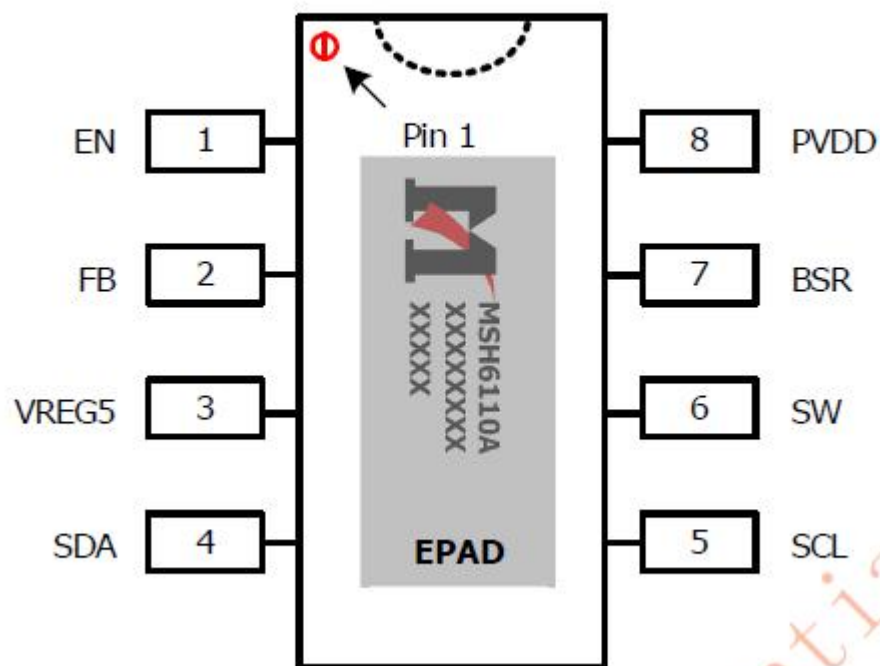 Pin 1
EN 1 8 PVDD
FB 2 7 BSR
VREG5 3 6 SW
SDA 4 5 SCL
MSH6110A
XXXXXXXX
XXXXX
EPAD